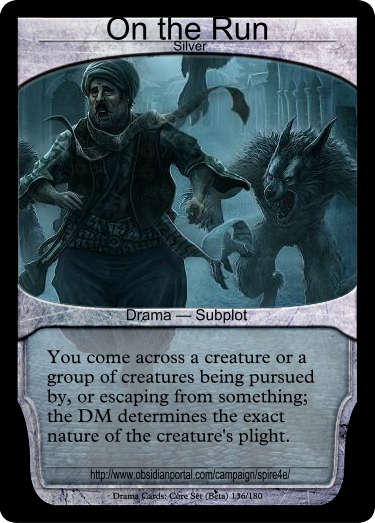 On the Run
Silver
Drama — Subplot
You come across a creature or a
group of creatures being pursued
by, or escaping from something;
the DM determines the exact
nature of the creature's plight.
http://www.obsidianportal.com/campaign/spire4e/
Drama Cards: Core Set (Beta) 136/180